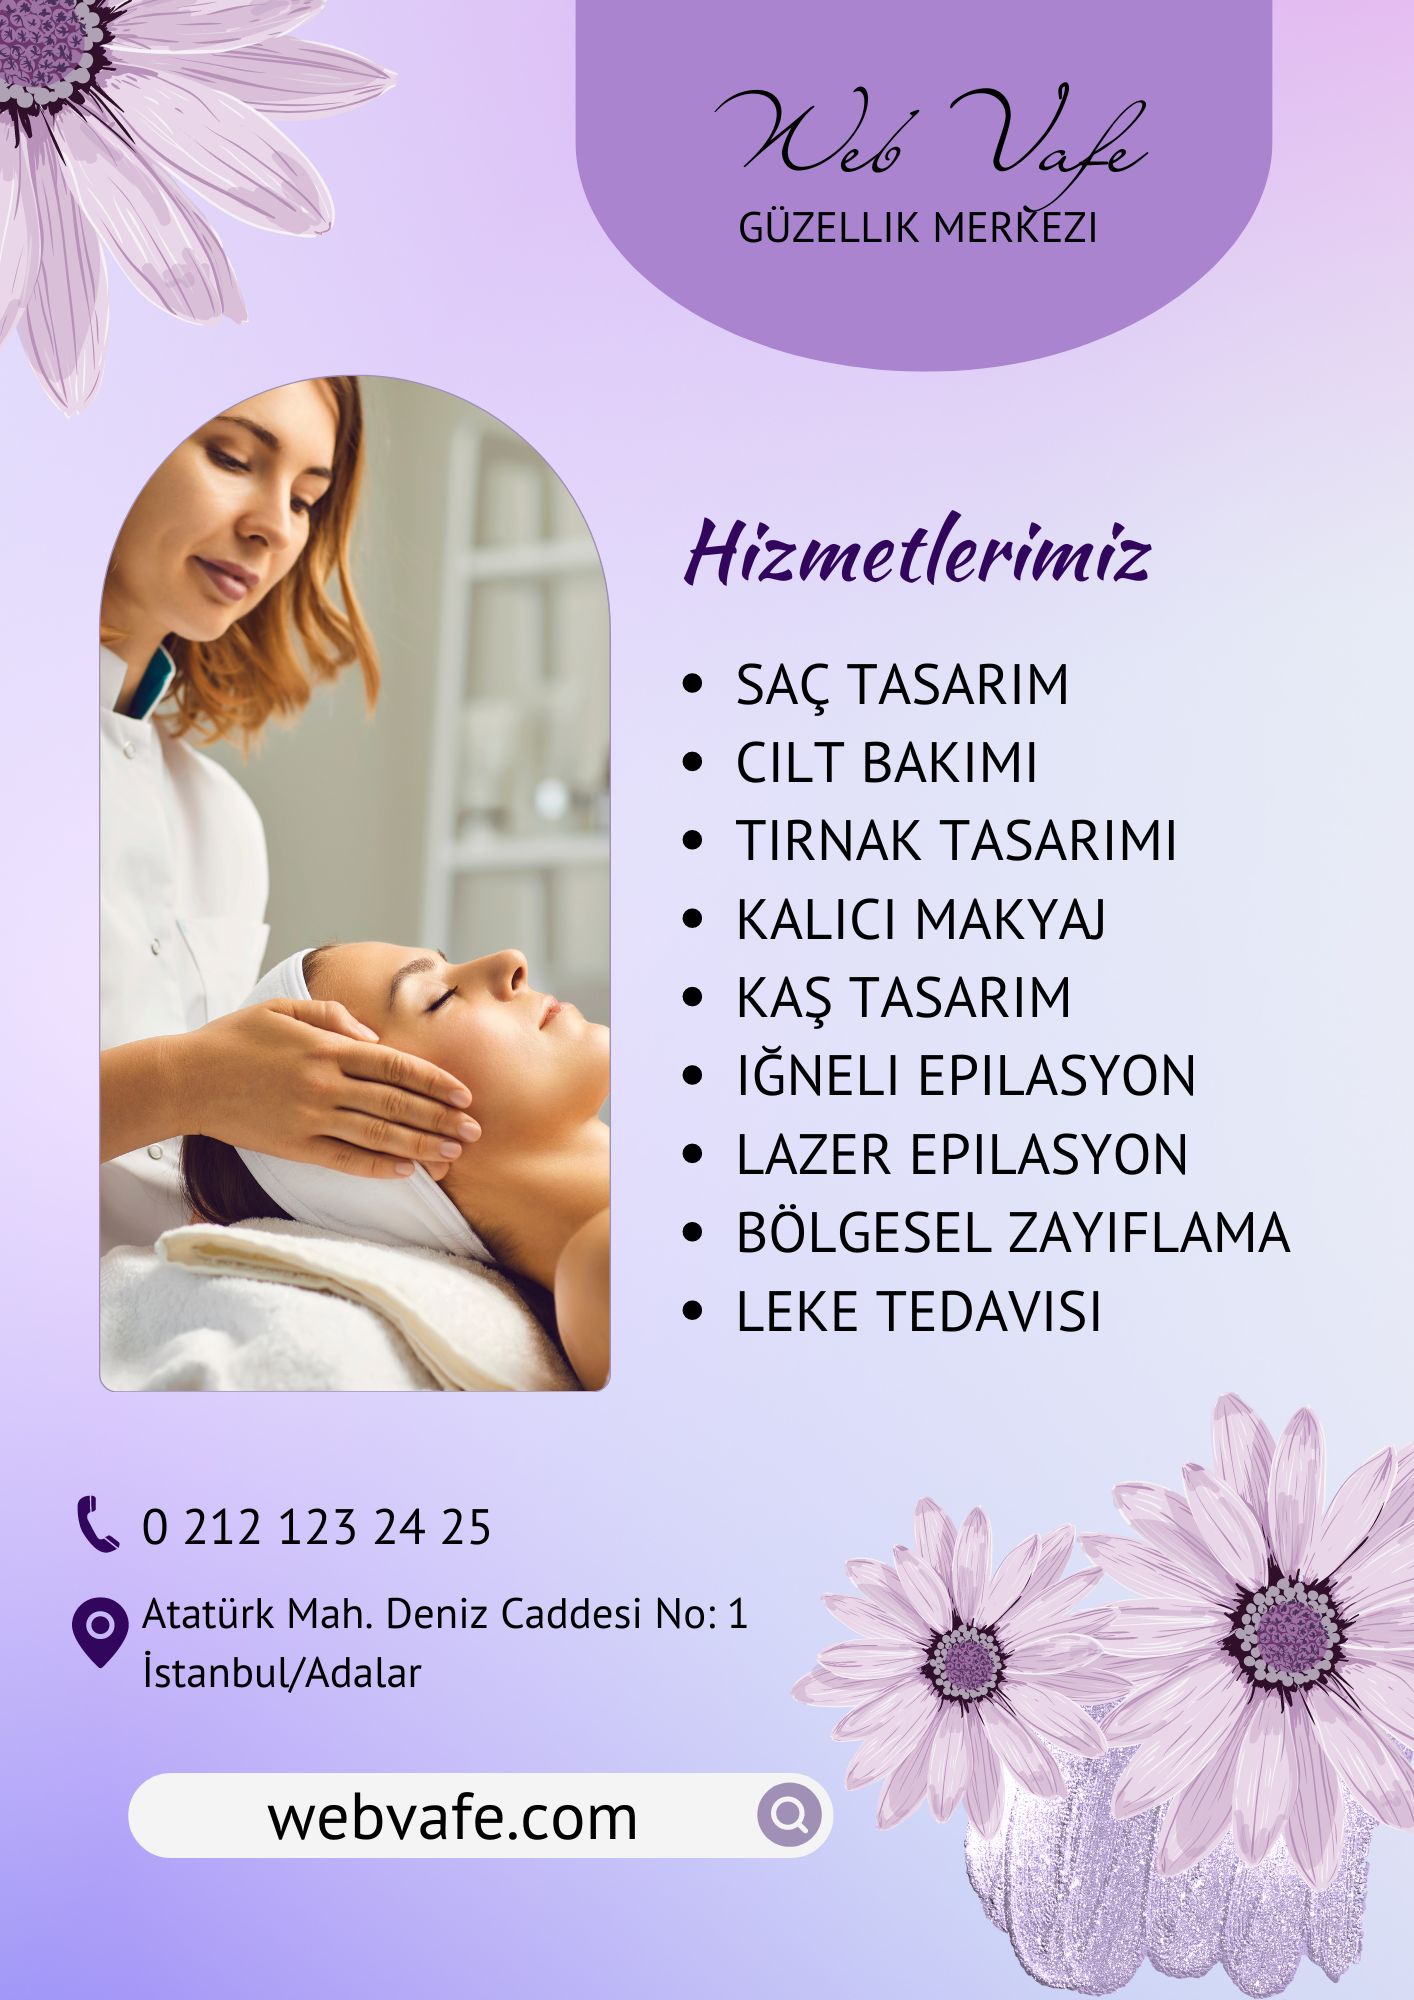 Web Vafe
GÜZELLIK MERKEZI
Hizmetlerimiz
• SAÇ TASARIM
• CILT BAKIMI
• TIRNAK TASARIMI
• KALICI MAKYAJ
• KAŞ TASARIM
• IĞNELI EPILASYON
• LAZER EPILASYON
• BÖLGESEL ZAYIFLAMA
• LEKE TEDAVISI
0 212 123 24 25
Atatürk Mah. Deniz Caddesi No: 1
İstanbul/Adalar
webvafe.com